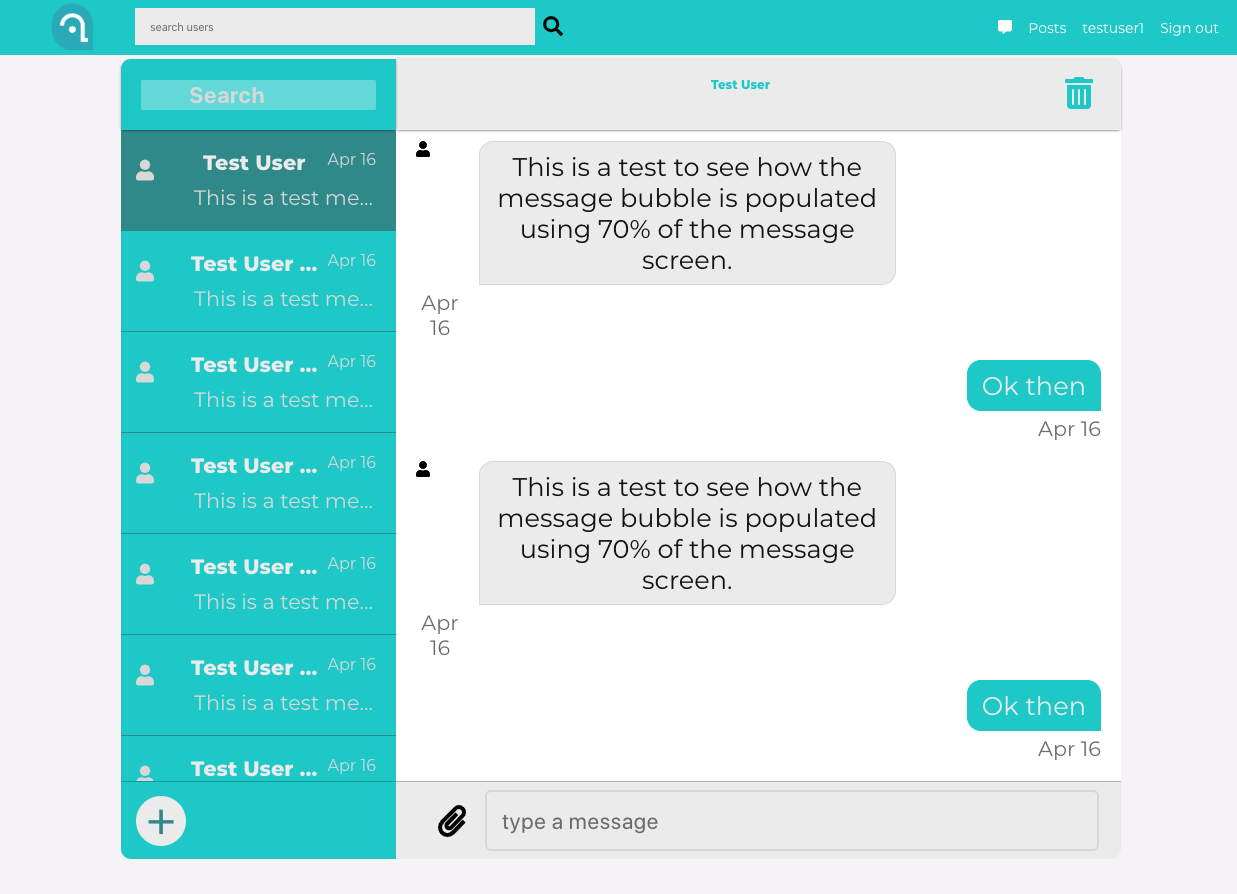 search users
Posts testuser1 Sign out
Search
Test User Apr 16
This is a test me...
Test User ... Apr 16
This is a test me...
Test User ... Apr 16
This is a test me...
Test User ... Apr 16
This is a test me...
Test User ... Apr 16
This is a test me...
Test User ... Apr 16
This is a test me...
Test User ... Apr 16
Test User
This is a test to see how the
message bubble is populated
using 70% of the message
screen.
Apr
16
Ok then
Apr 16
This is a test to see how the
message bubble is populated
using 70% of the message
screen.
Apr
16
Ok then
Apr 16
type a message